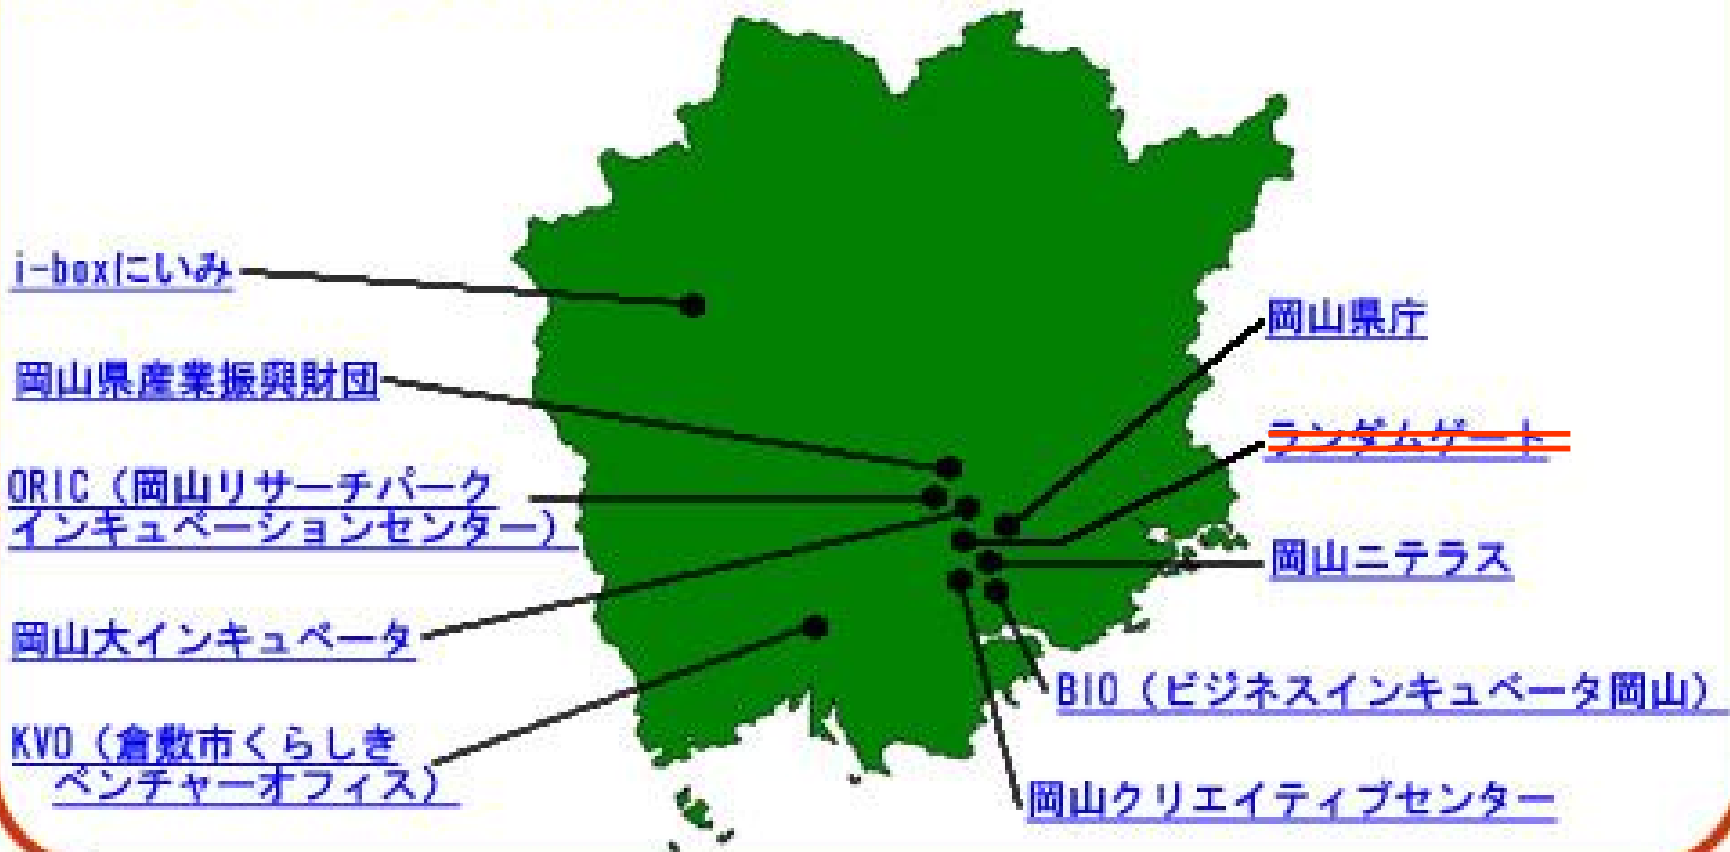 i-boxにいみ
岡山県産業振興財団
ORIC（岡山リサーチパーク
インキュベーションセンター）
岡山大インキュベータ
KVO（倉敷市くらしき
ベンチャーオフィス）
岡山県庁
ランダムゲート
岡山ニテラス
BIO（ビジネスインキュベータ岡山）
岡山クリエイティブセンター